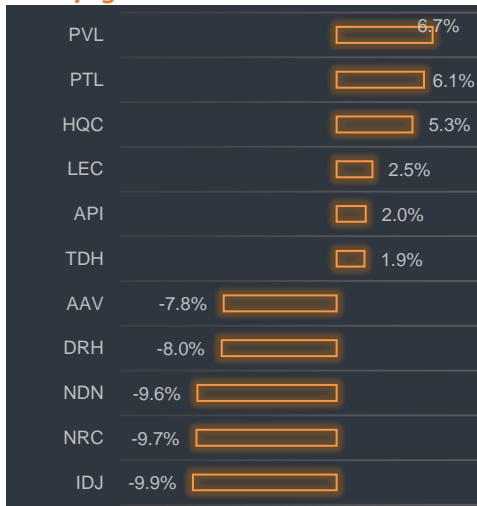 PVL 6.7%
PTL 6.1%
HQC 5.3%
LEC 2.5%
API 2.0%
TDH 1.9%
AAV -7.8%
DRH -8.0%
NDN -9.6%
NRC -9.7%
IDJ -9.9%